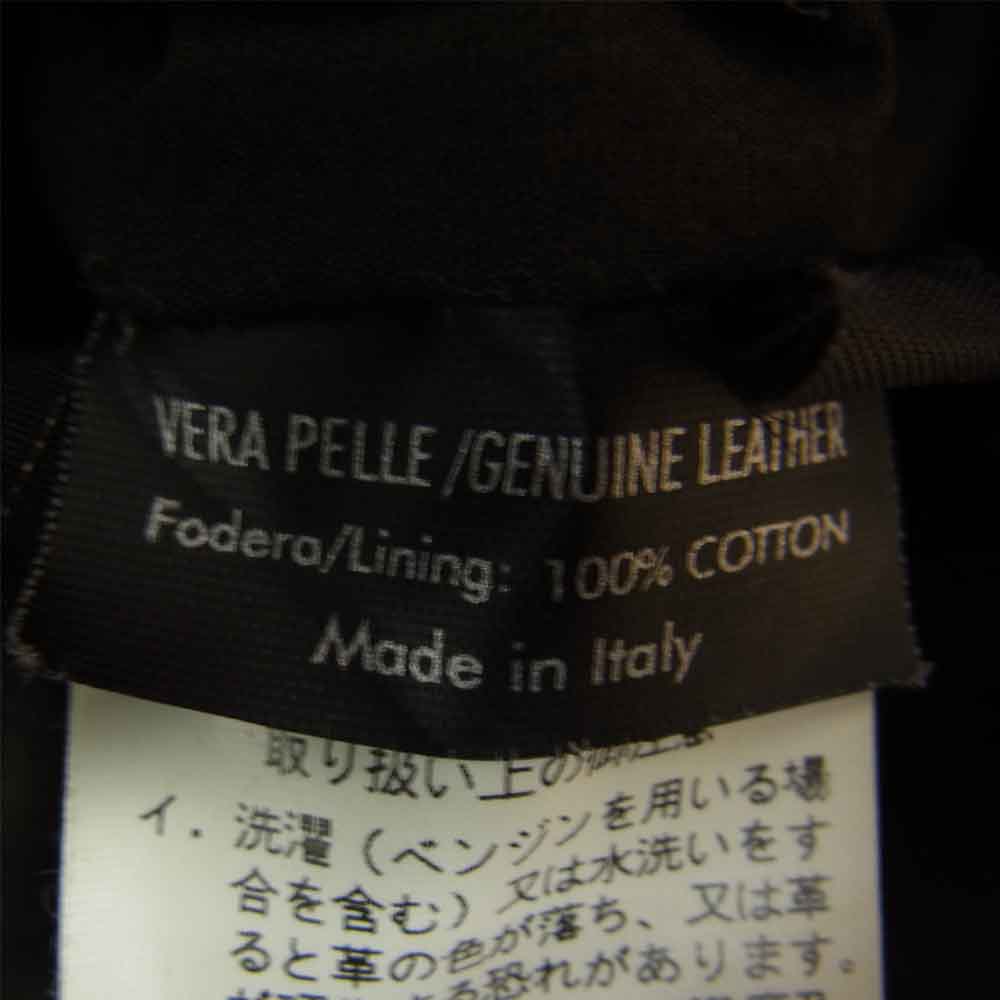 VERA PELLE/GENUINE LEATHER
Fodera/Lining: 100% COTTON
Made in Italy
取り扱い上の御注意
イ．洗濯（ベンジンを用いる場
合を含む）又は水洗いをす
ると革の色が落ち、又は革
恐れがあります。